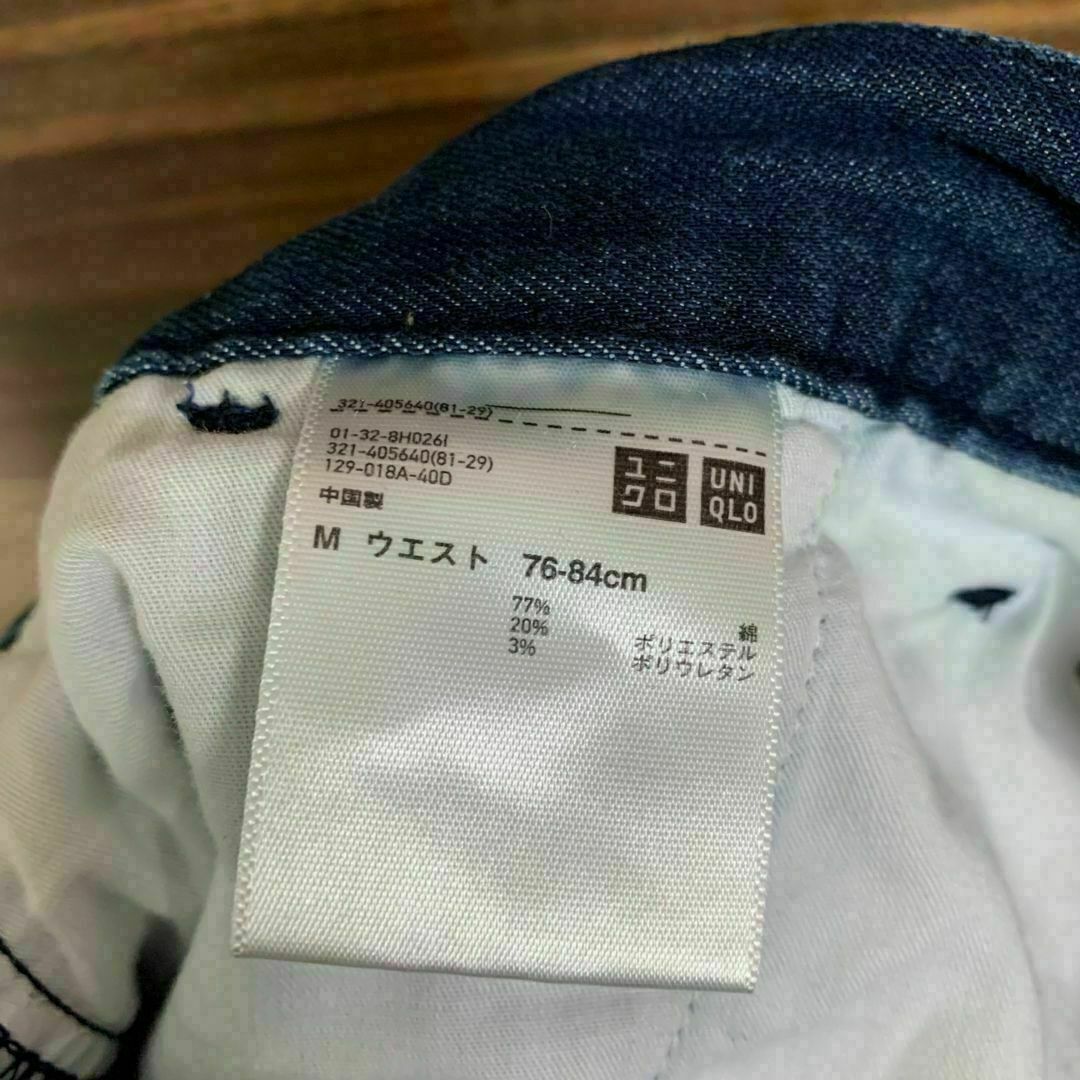 321-405640(81-29)
01-32-8H026I
321-405640(81-29)
129-018A-40D
中国製
ユニ
クロ
UNI
QLO
M ウエスト 76-84cm
77% 綿
20% ポリエステル
3% ポリウレタン